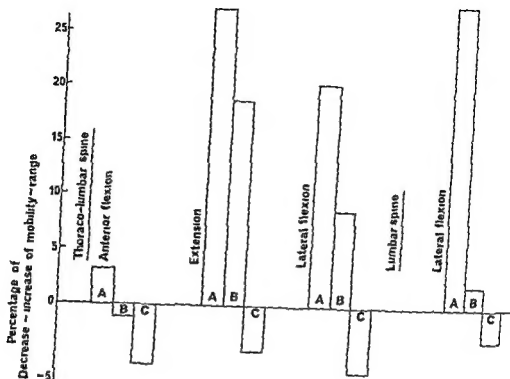 25
20
15
10
5
0
-5
Percentage of
Decrease ~ increase of mobility~range
Thoraco-lumbar spine
Anterior flexion
A
B
C
Extension
A
B
C
Lateral flexion
A
B
C
Lumbar spine
Lateral flexion
A
B
C